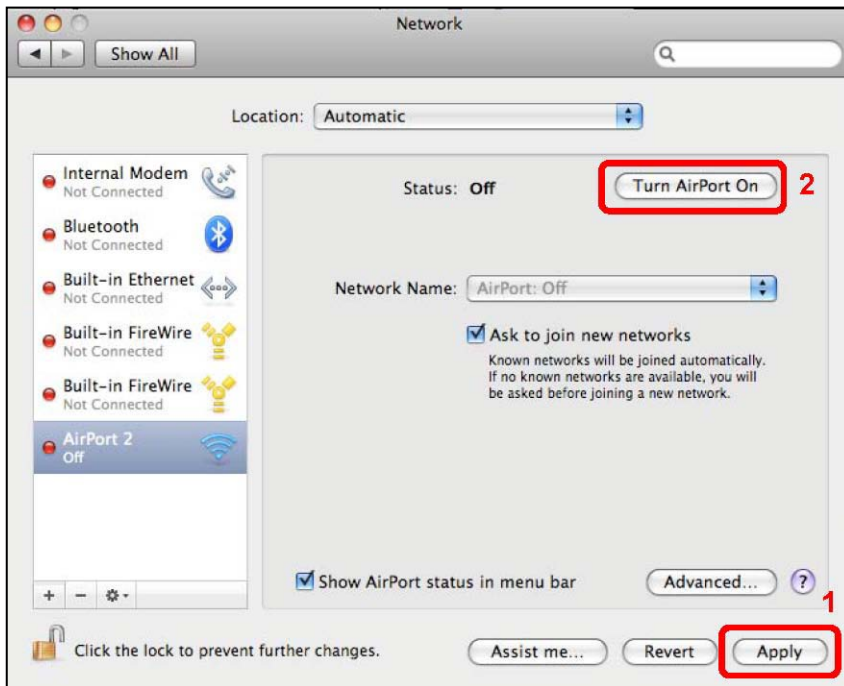 Network
Show All
Location: Automatic
Internal Modem
Not Connected
Bluetooth
Not Connected
Built-in Ethernet
Not Connected
Built-in FireWire
Not Connected
Built-in FireWire
Not Connected
AirPort 2
Off
Status: Off
Turn AirPort On
2
Network Name: AirPort: Off
Ask to join new networks
Known networks will be joined automatically.
If no known networks are available, you will
be asked before joining a new network.
Show AirPort status in menu bar
Advanced...
?
1
Click the lock to prevent further changes.
Assist me...
Revert
Apply